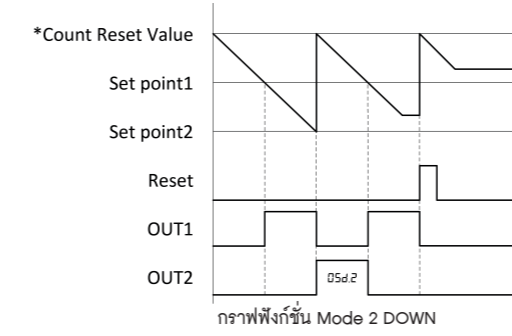 *Count Reset Value
Set point1
Set point2
Reset
OUT1
OUT2
OSd.2
กราฟฟังก์ชั่น Mode 2 DOWN